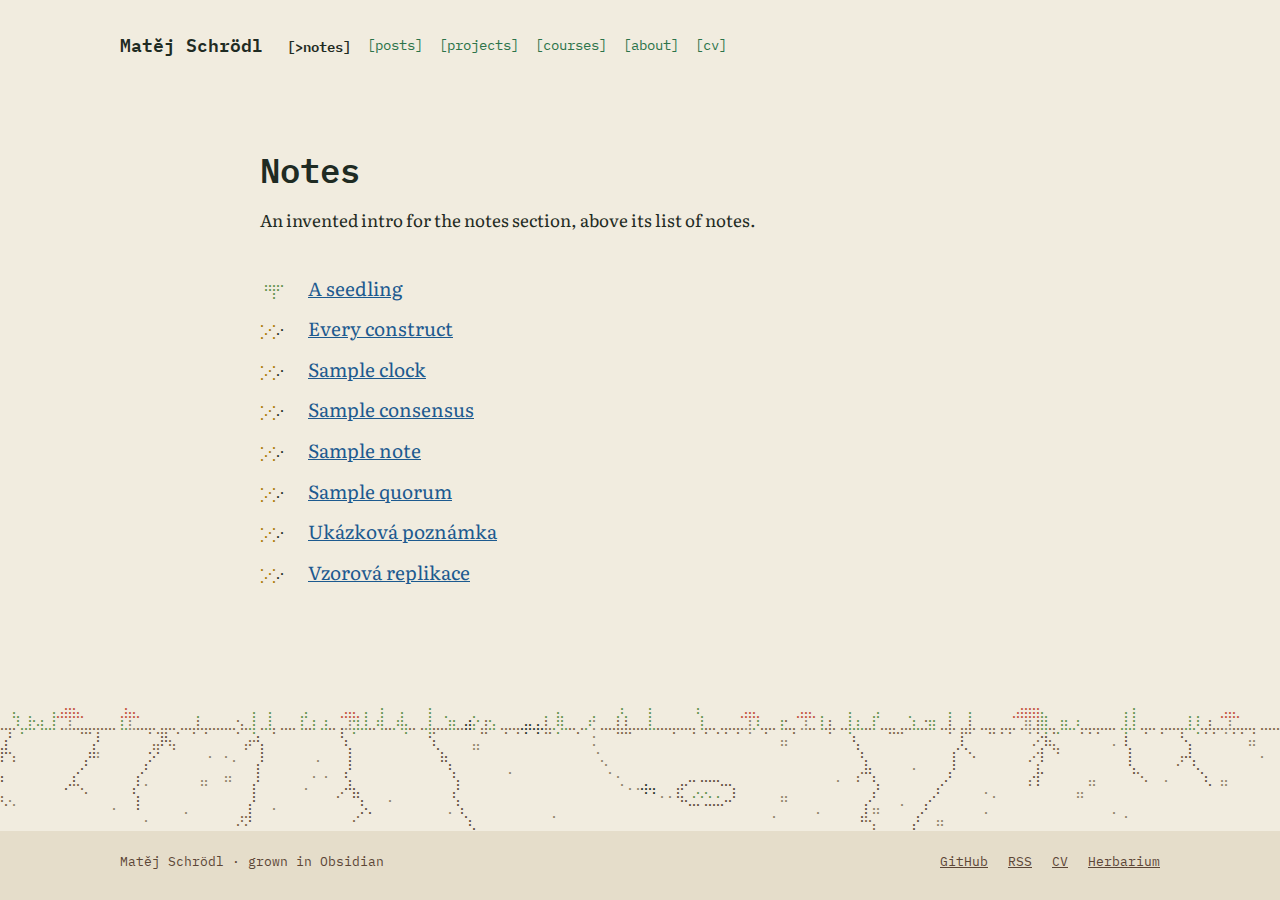 Matěj Schrödl [>notes] [posts] [projects] [courses] [about] [cv]
Notes
An invented intro for the notes section, above its list of notes.
A seedling
Every construct
Sample clock
Sample consensus
Sample note
Sample quorum
Ukázková poznámka
Vzorová replikace
Matěj Schrödl · grown in Obsidian GitHub RSS CV Herbarium